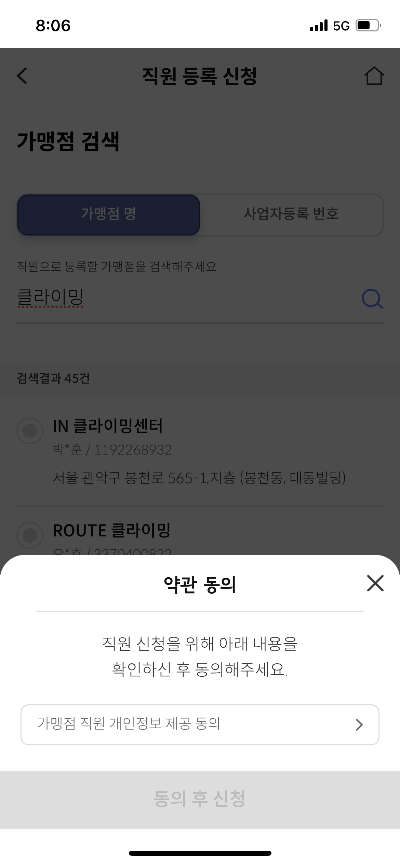 8:06
5G
직원 등록 신청
가맹점 검색
가맹점 명
사업자등록 번호
직원으로 등록할 가맹점을 검색해주세요
클라이밍
검색결과 45건
IN 클라이밍센터
박*훈 / 1192268932
서울 관악구 봉천로 565-1,지층 (봉천동, 대동빌딩)
ROUTE 클라이밍
약관 동의
직원 신청을 위해 아래 내용을
확인하신 후 동의해주세요.
가맹점 직원 개인정보 제공 동의
동의 후 신청